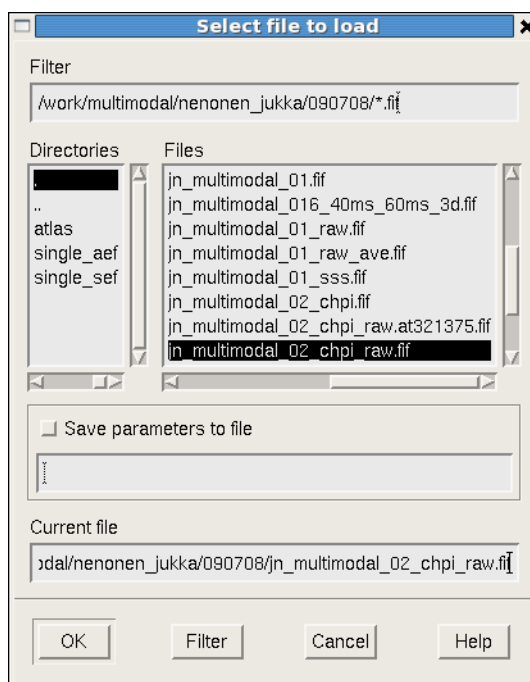 Select file to load
Filter
/work/multimodal/nenonen_jukka/090708/*.fif
Directories
.
..
atlas
single_aef
single_sef
Files
jn_multimodal_01.fif
jn_multimodal_016_40ms_60ms_3d.fif
jn_multimodal_01_raw.fif
jn_multimodal_01_raw_ave.fif
jn_multimodal_01_sss.fif
jn_multimodal_02_chpi.fif
jn_multimodal_02_chpi_raw.at321375.fif
jn_multimodal_02_chpi_raw.fif
Save parameters to file
Current file
odal/nenonen_jukka/090708/jn_multimodal_02_chpi_raw.fif
OK
Filter
Cancel
Help